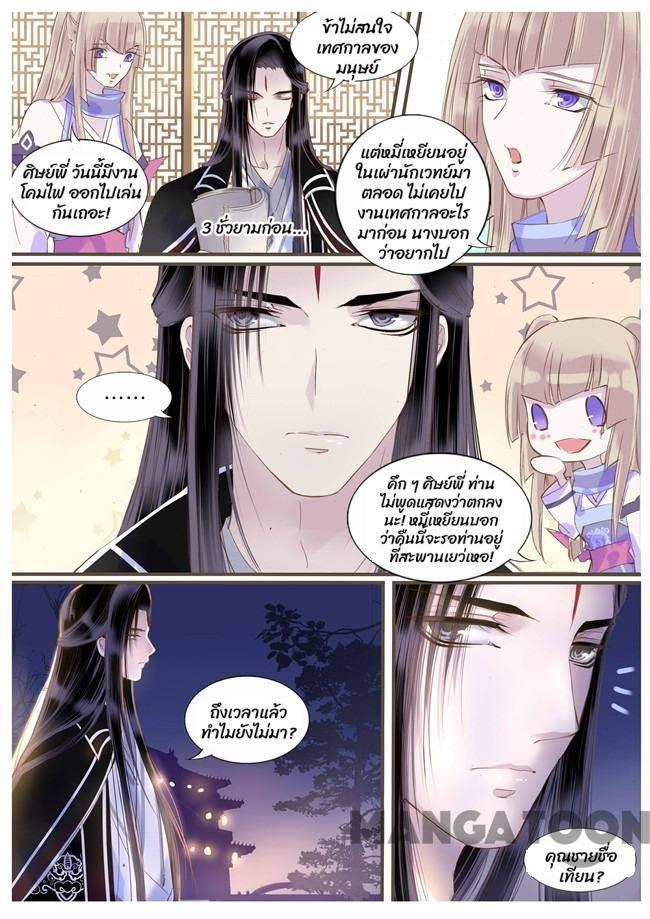 ข้าไม่สนใจ
เทศกาลของ
มนุษย์
ศิษย์พี่ วันนี้มีงาน
โคมไฟ ออกไปเล่น
กันเถอะ!
3 ชั่วยามก่อน...
แต่หมี่เหยียนอยู่
ในเผ่านักเวทย์มา
ตลอด ไม่เคยไป
งานเทศกาลอะไร
มาก่อน นางบอก
ว่าอยากไป
......
คึก ๆ ศิษย์พี่ ท่าน
ไม่พูดแสดงว่าตกลง
นะ! หมี่เหยียนบอก
ว่าคืนนี้จะรอท่านอยู่
ที่สะพานเยว่เหอ!
ถึงเวลาแล้ว
ทำไมยังไม่มา?
MANGATOON
คุณชายชื่อ
เทียน?